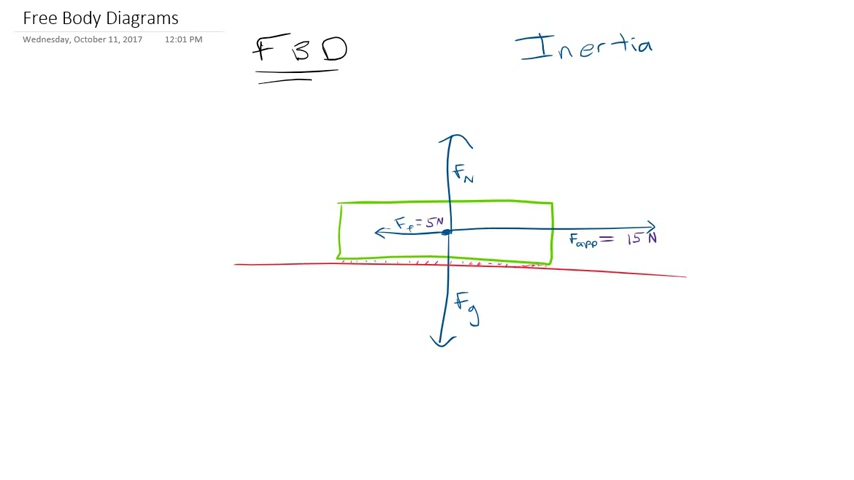 Free Body Diagrams
Wednesday, October 11, 2017 12:01 PM
FBD
Inertia
FN
Ff = 5N
Fapp = 15 N
Fg